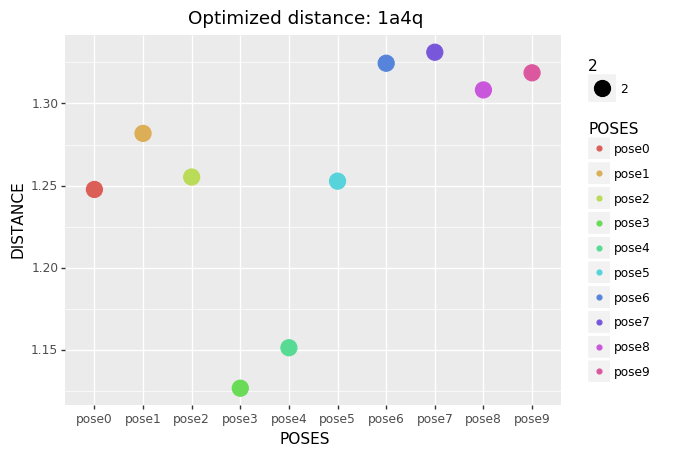 Optimized distance: 1a4q
DISTANCE
1.30
1.25
1.20
1.15
pose0 pose1 pose2 pose3 pose4 pose5 pose6 pose7 pose8 pose9
POSES
2
2
POSES
pose0
pose1
pose2
pose3
pose4
pose5
pose6
pose7
pose8
pose9